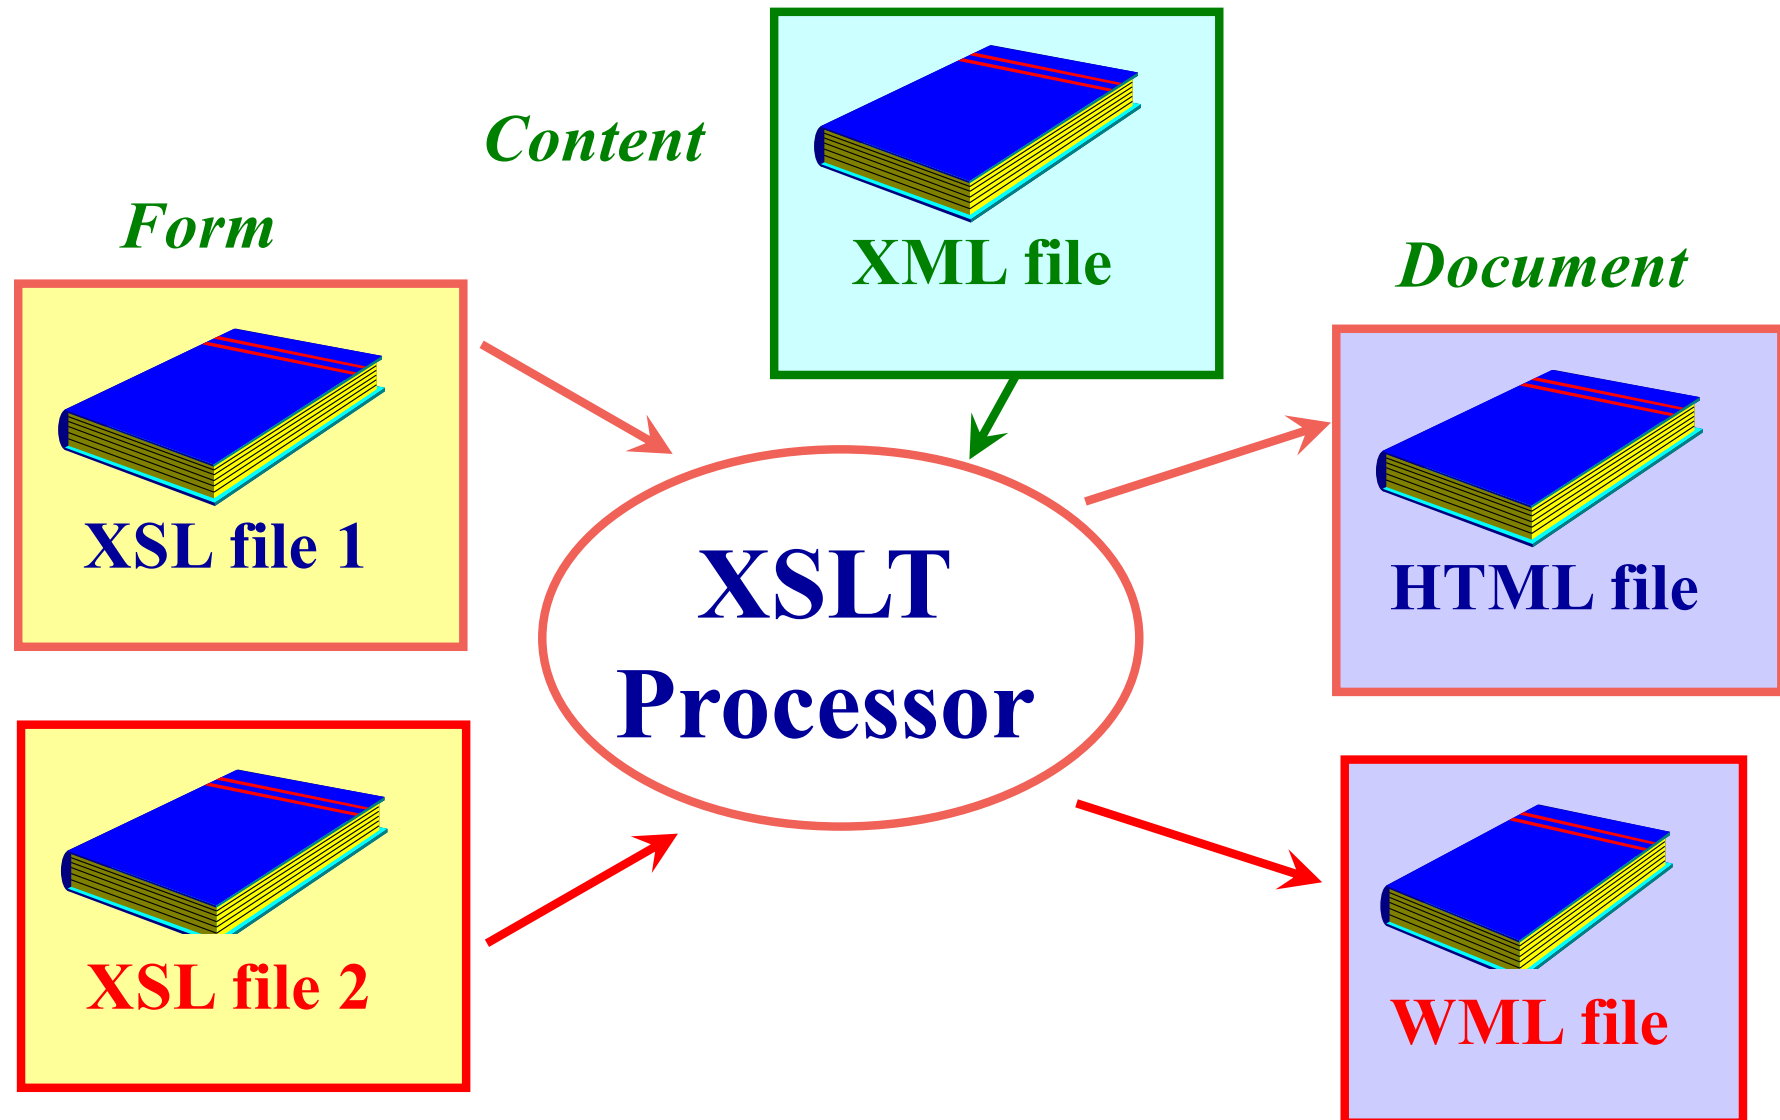 Content
XML file
Form
Document
XSL file 1
HTML file
XSLT
Processor
XSL file 2
WML file